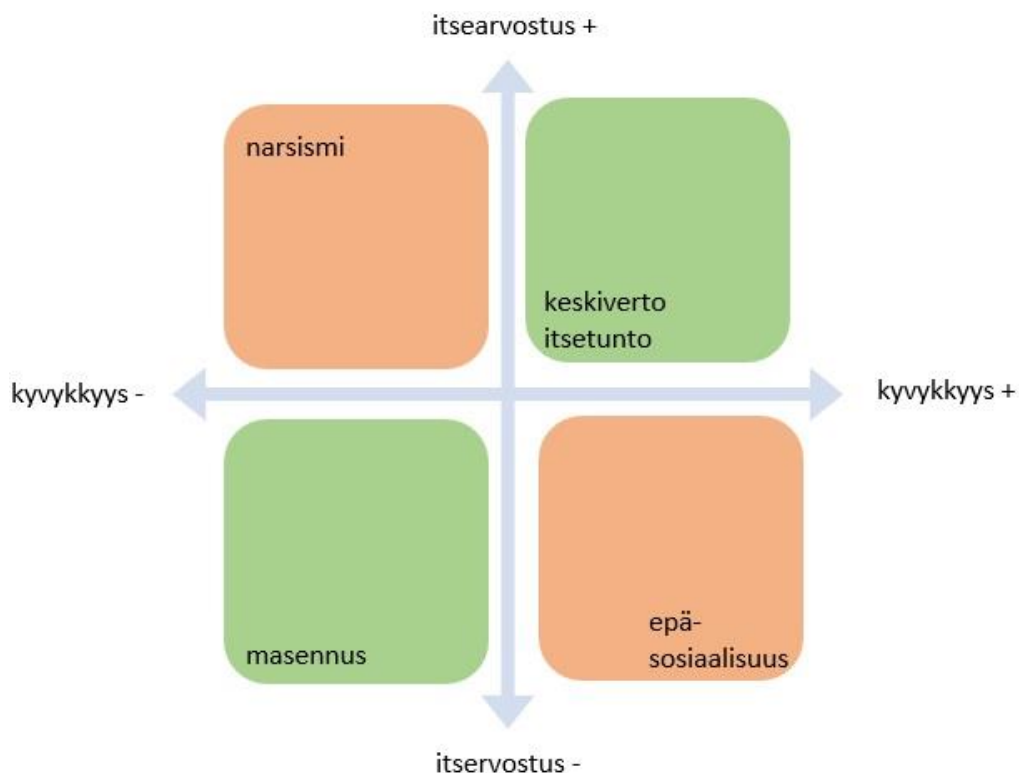 itsearvostus +
narsismi
keskiverto
itsetunto
kyvykkyys -
kyvykkyys +
masennus
epä-
sosiaalisuus
itservostus -